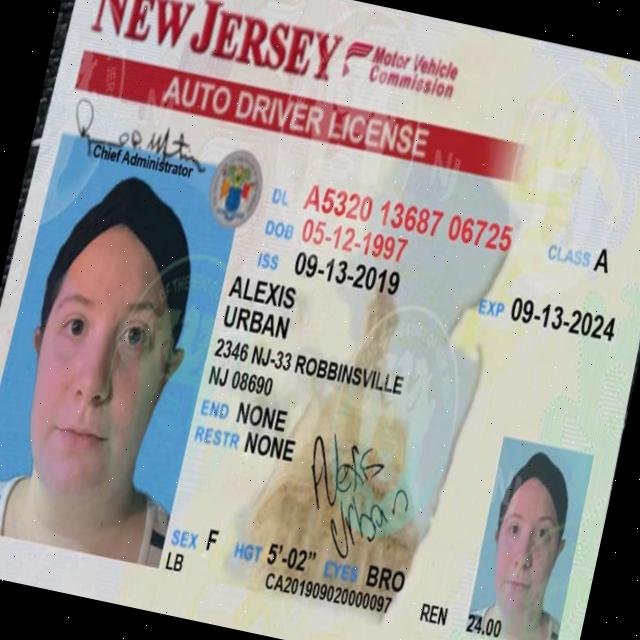 NEW JERSEY
Motor Vehicle
Commission
AUTO DRIVER LICENSE
Chief Administrator
DL A5320 13687 06725
DOB 05-12-1997
CLASS A
ISS 09-13-2019
EXP 09-13-2024
ALEXIS
URBAN
2346 NJ-33 ROBBINSVILLE
NJ 08690
END NONE
RESTR NONE
Alexis
Urban
SEX F HGT 5'-02" EYES BRO
LB
CA201909020000097
REN 24.00